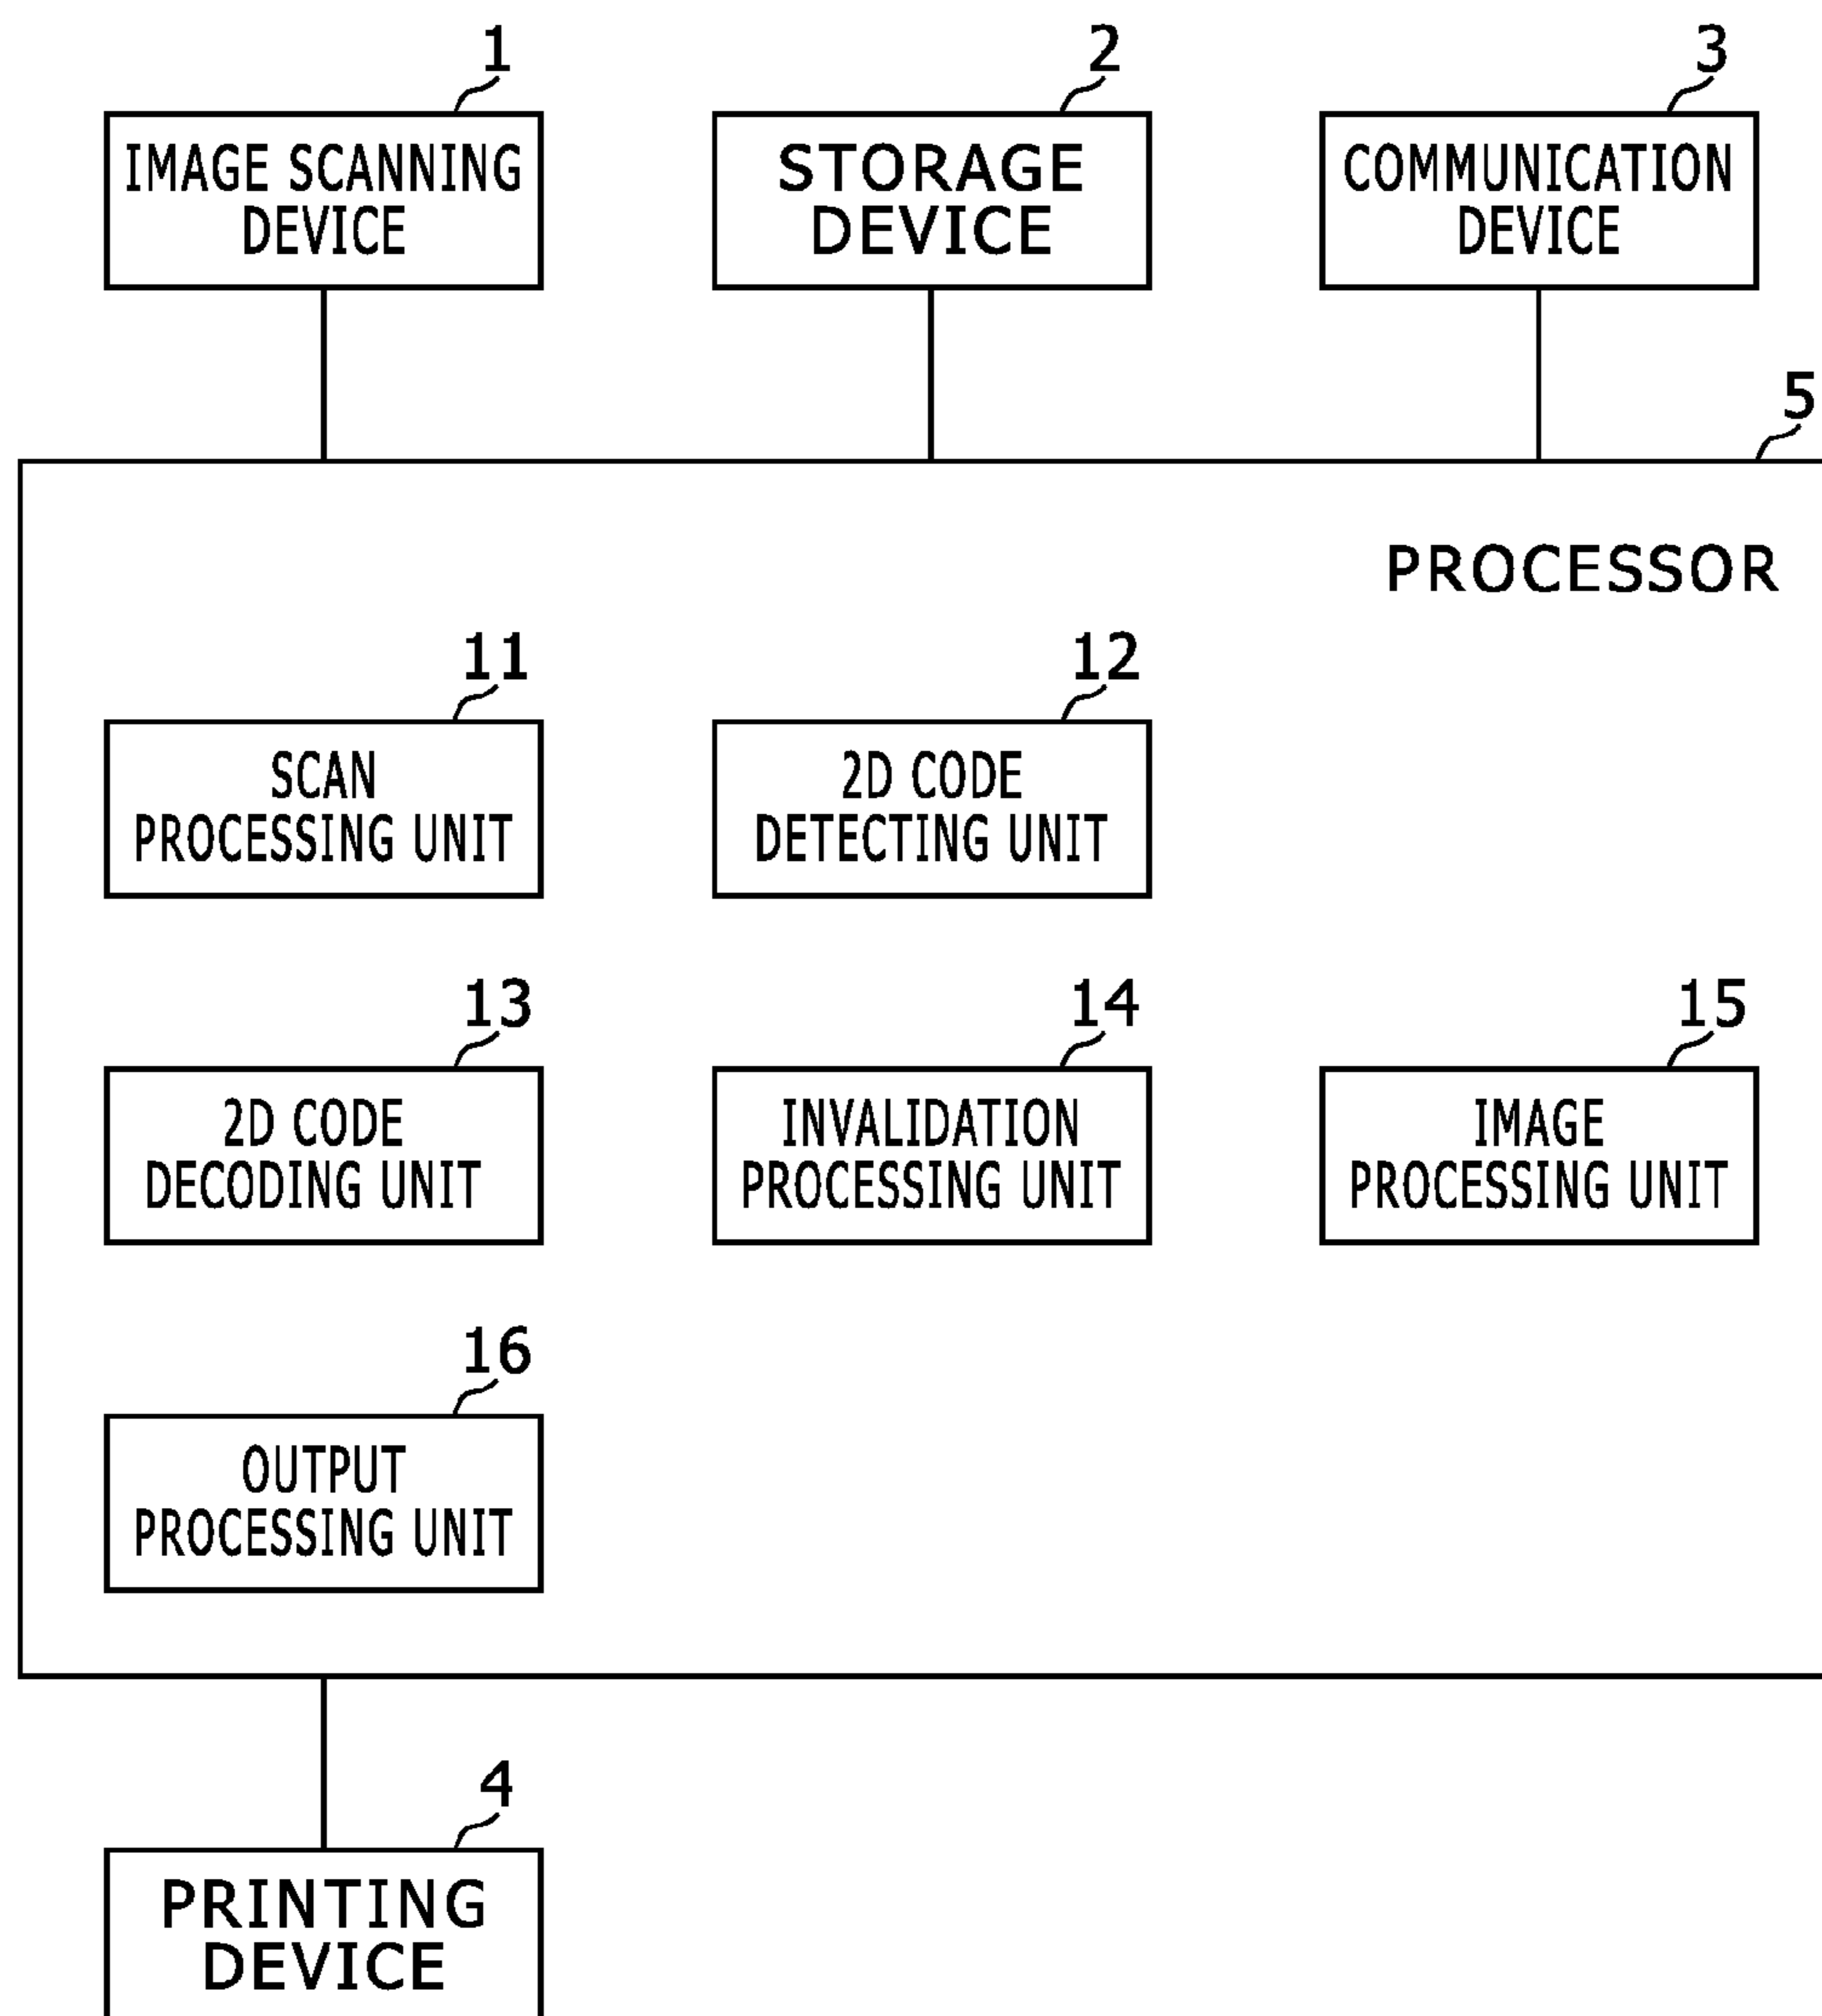 1
2
3
IMAGE SCANNING
DEVICE
STORAGE
DEVICE
COMMUNICATION
DEVICE
5
PROCESSOR
11
12
SCAN
PROCESSING UNIT
2D CODE
DETECTING UNIT
13
14
15
2D CODE
DECODING UNIT
INVALIDATION
PROCESSING UNIT
IMAGE
PROCESSING UNIT
16
OUTPUT
PROCESSING UNIT
4
PRINTING
DEVICE